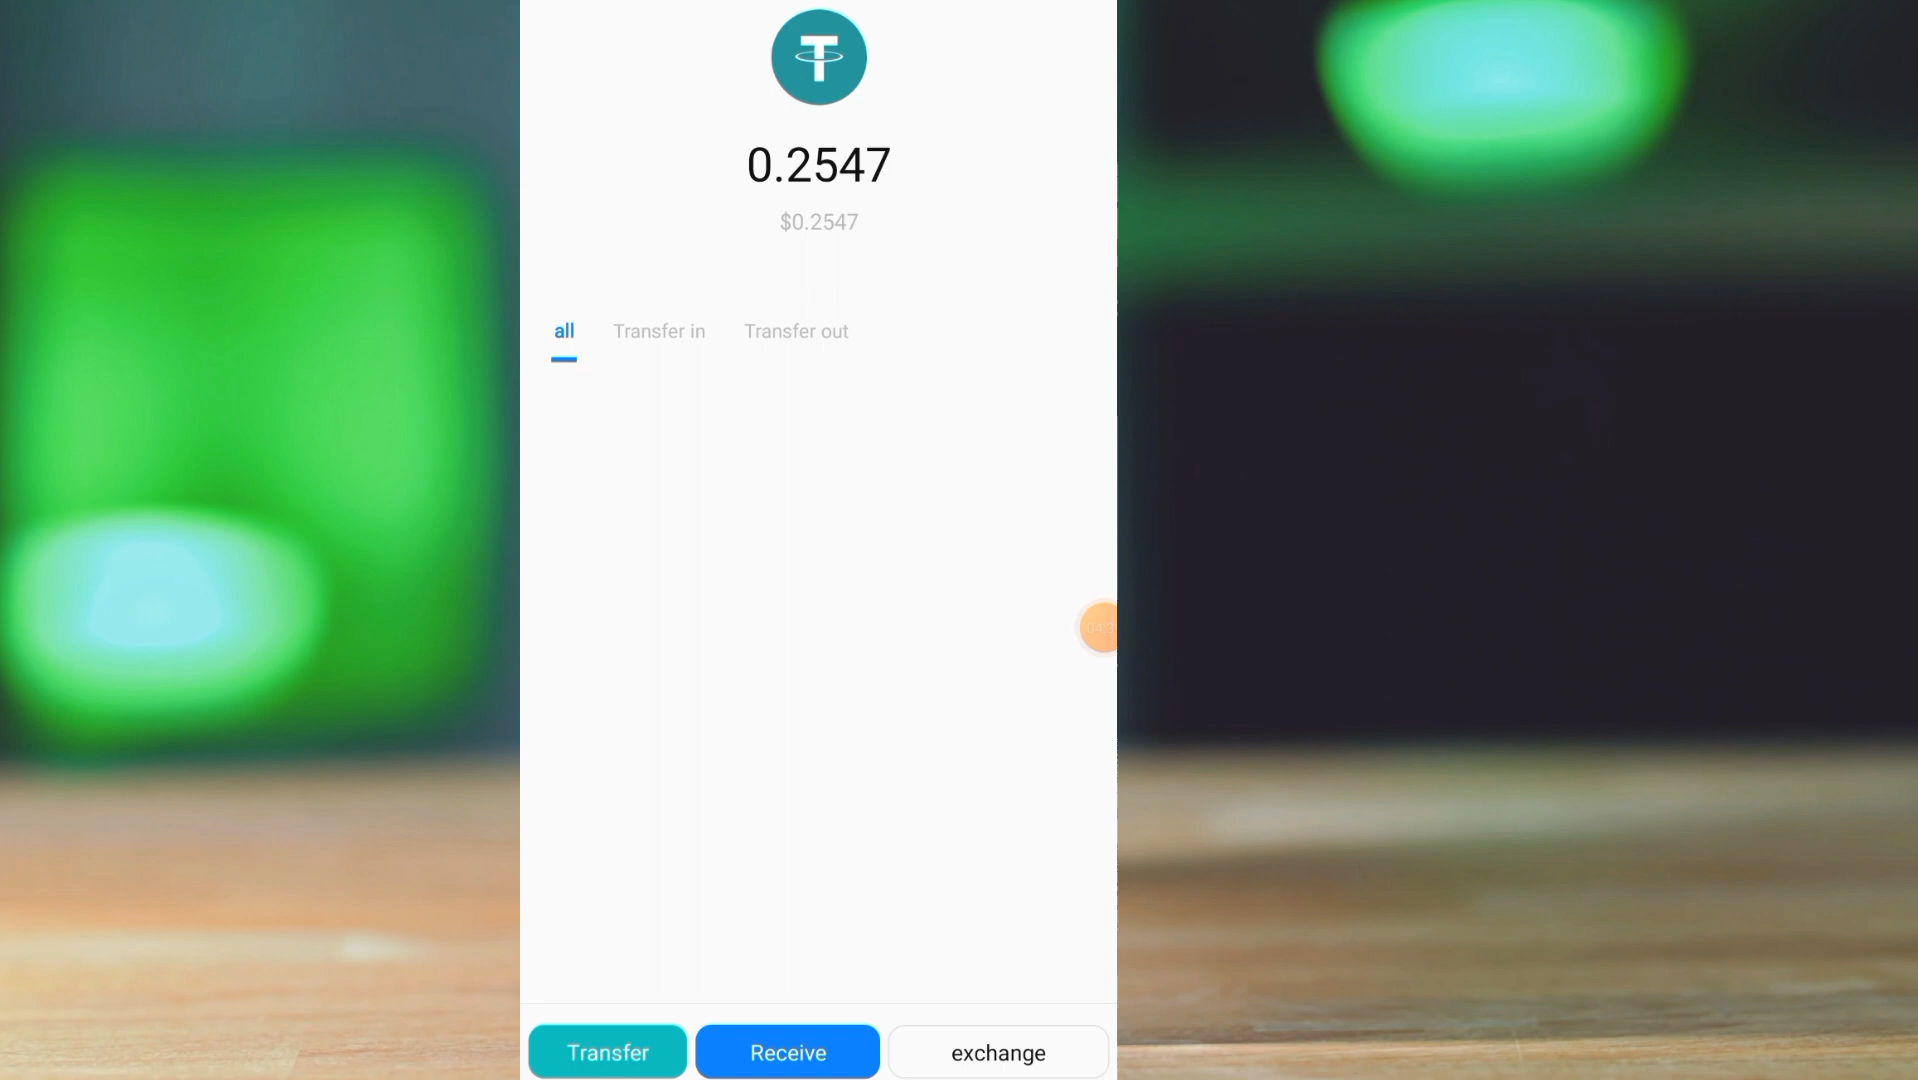 0.2547
$0.2547
all Transfer in Transfer out
Transfer Receive exchange